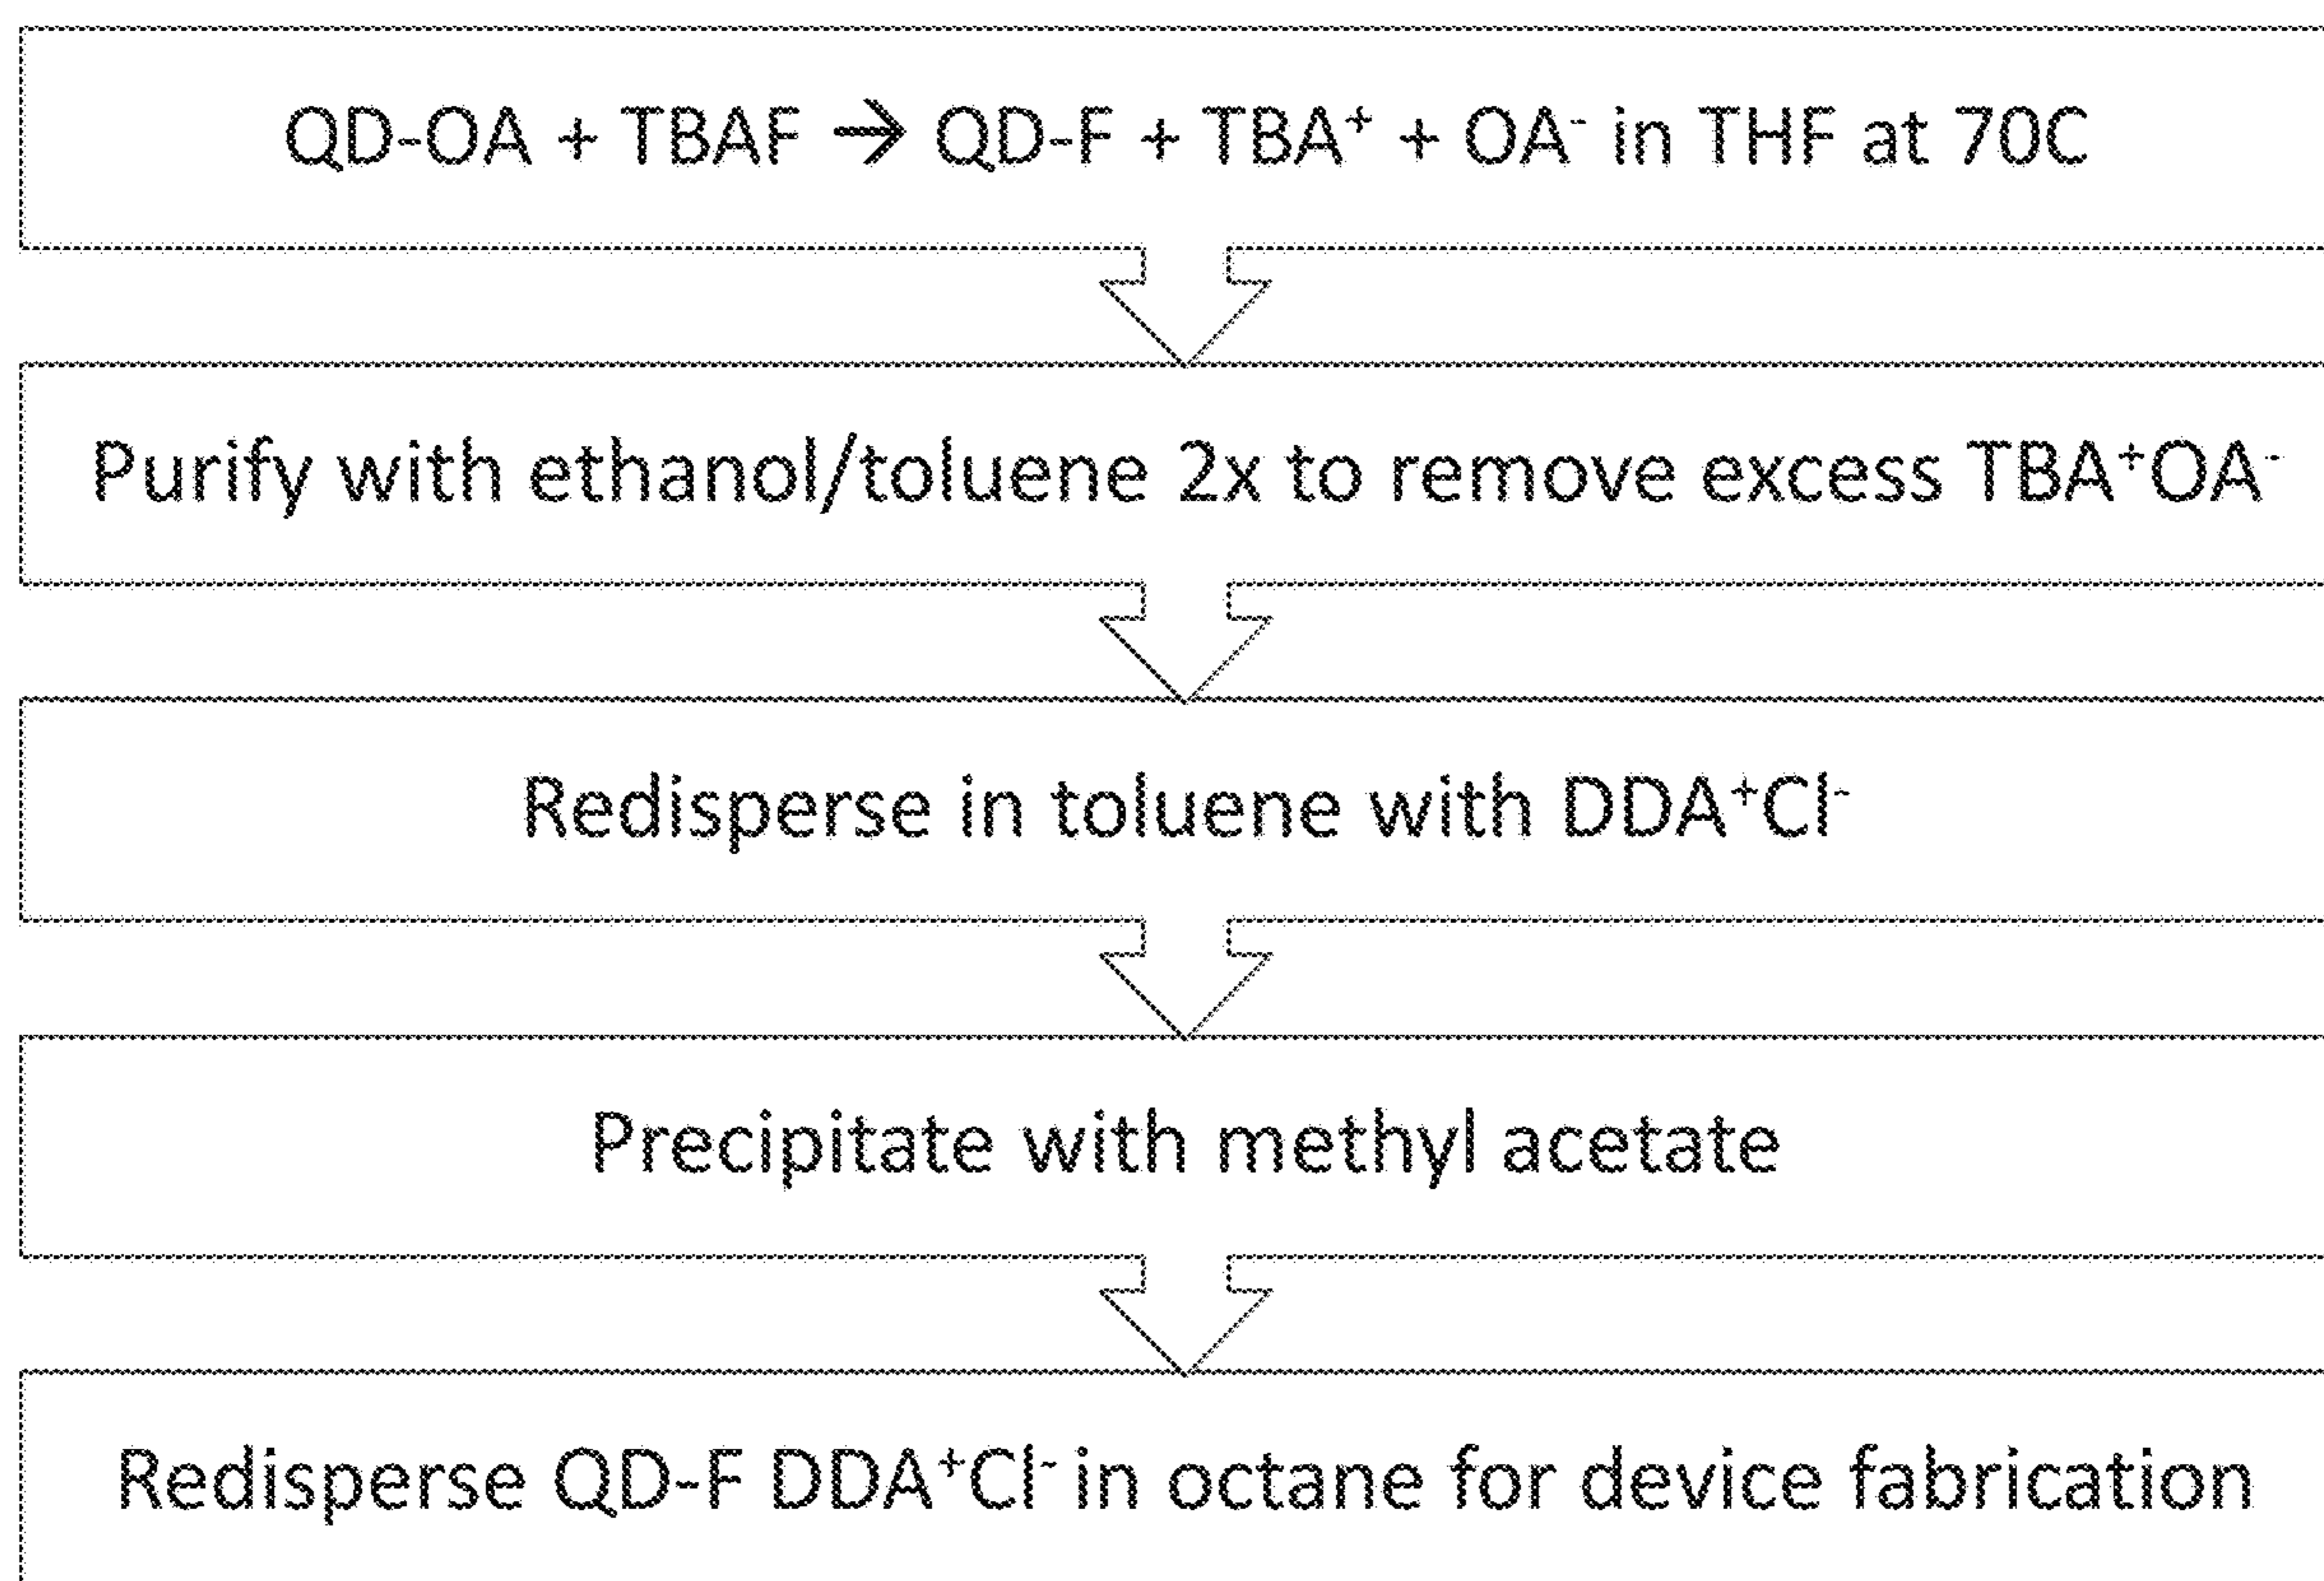 QD-OA + TBAF → QD-F + TBA⁺ + OA⁻ in THF at 70C
Purify with ethanol/toluene 2x to remove excess TBA⁺OA⁻
Redisperse in toluene with DDA⁺Cl⁻
Precipitate with methyl acetate
Redisperse QD-F DDA⁺Cl⁻ in octane for device fabrication